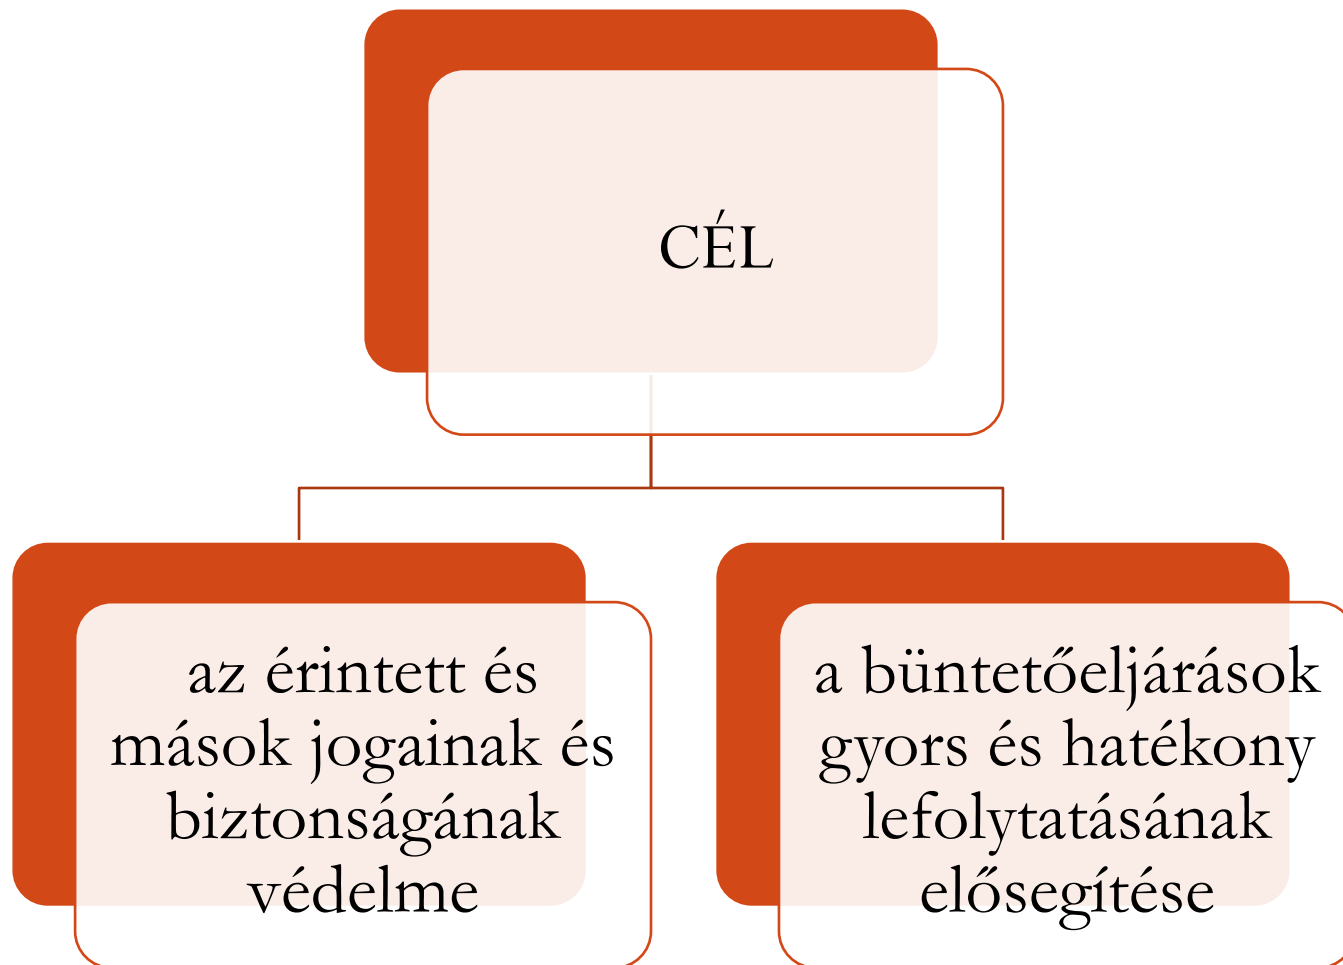 CÉL
az érintett és
mások jogainak és
biztonságának
védelme
a büntetőeljárások
gyors és hatékony
lefolytatásának
elősegítése